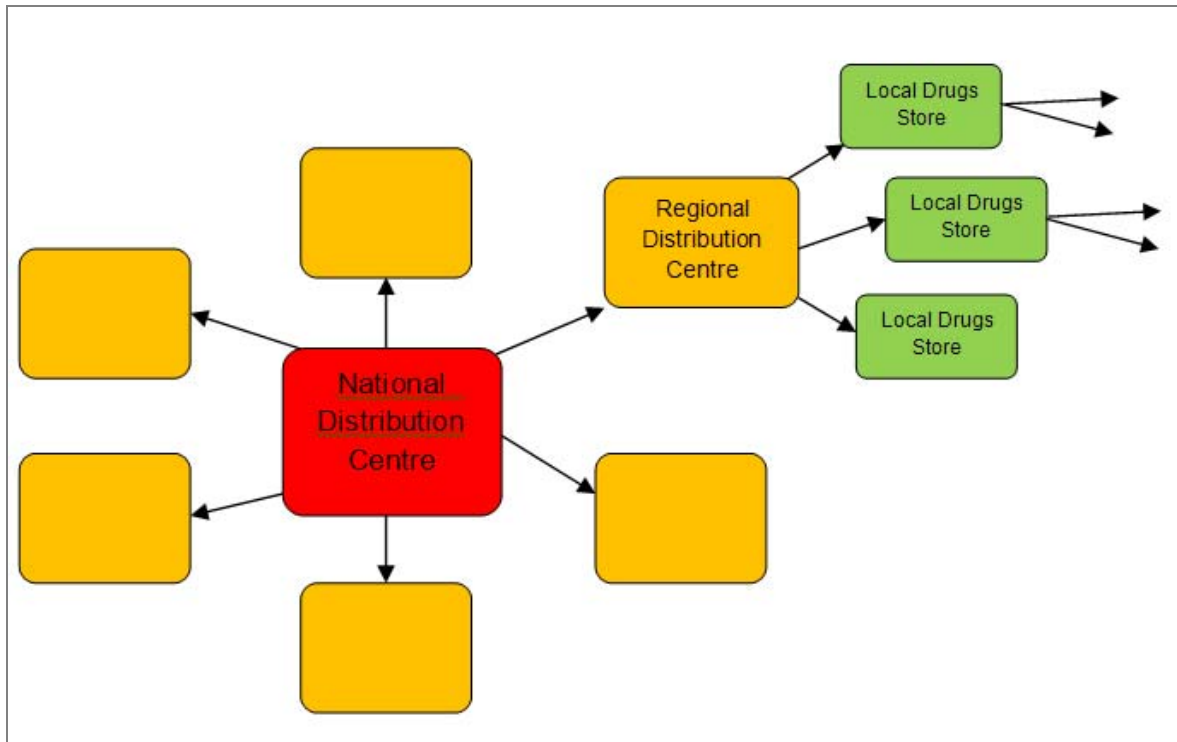 Local Drugs
Store
Regional
Distribution
Centre
Local Drugs
Store
Local Drugs
Store
National
Distribution
Centre